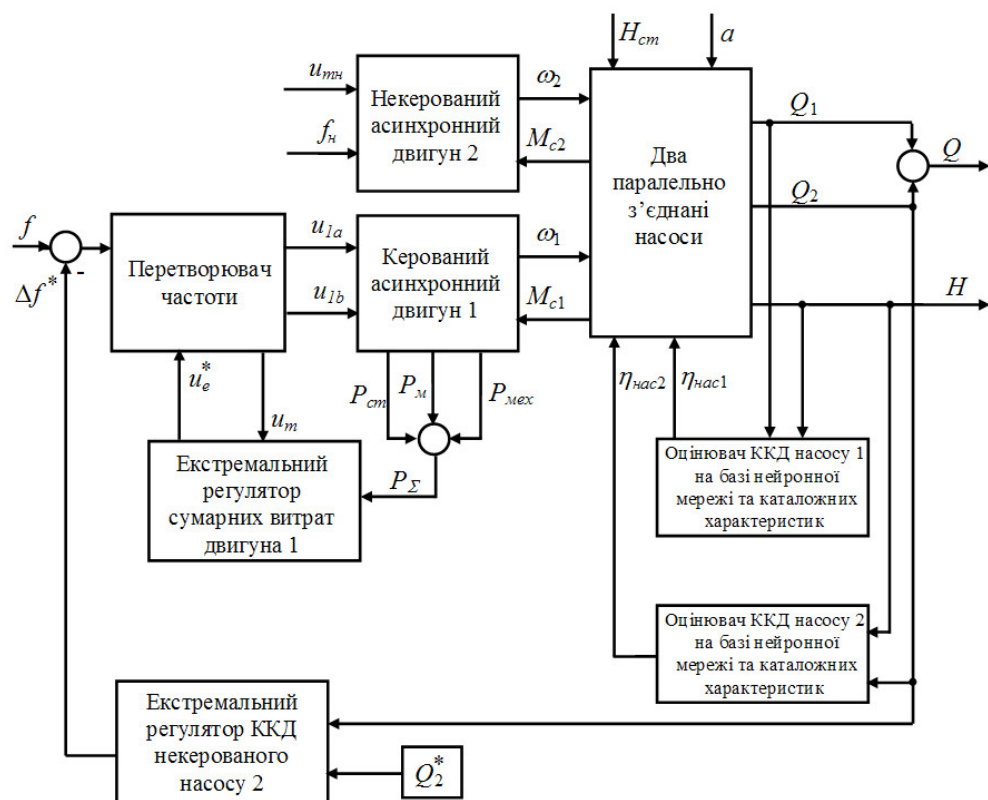 H_ст
a
u_тн
Некерований
асинхронний
двигун 2
ω_2
f_н
M_с2
Два
паралельно
з’єднані
насоси
Q_1
Q
Q_2
f
Перетворювач
частоти
u_1a
Керований
асинхронний
двигун 1
ω_1
Δf*
-
u_1b
M_с1
H
u_e*
u_m
P_ст
P_м
P_мех
η_нас2
η_нас1
Екстремальний
регулятор
сумарних витрат
двигуна 1
P_Σ
Оцінювач ККД насосу 1
на базі нейронної
мережі та каталожних
характеристик
Оцінювач ККД насосу 2
на базі нейронної
мережі та каталожних
характеристик
Екстремальний
регулятор ККД
некерованого
насосу 2
Q_2*